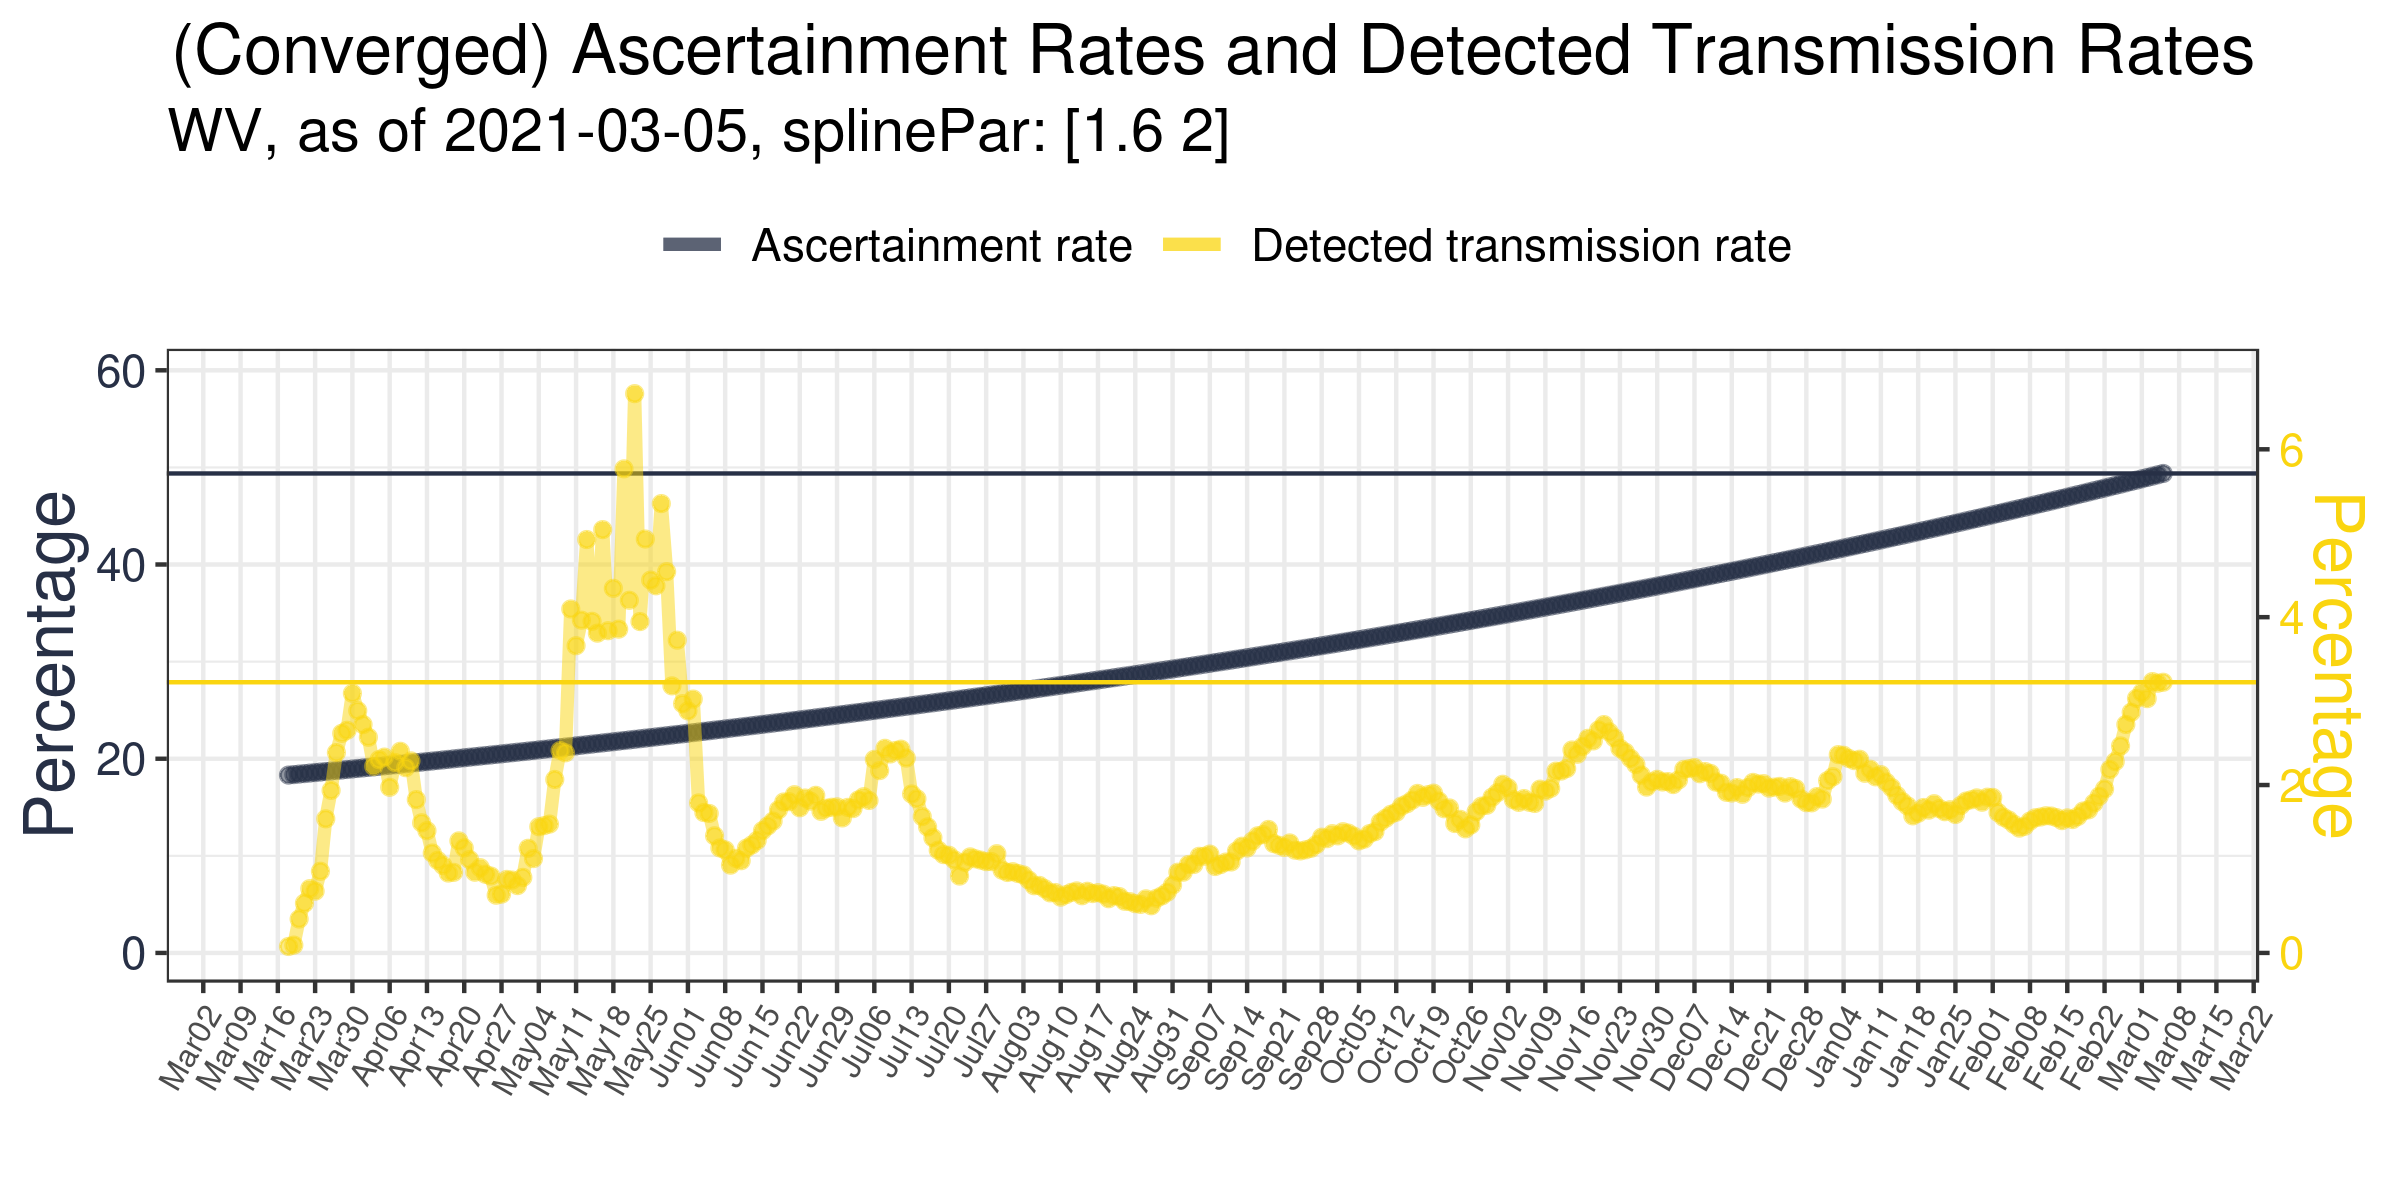 (Converged) Ascertainment Rates and Detected Transmission Rates
WV, as of 2021-03-05, splinePar: [1.6 2]
Ascertainment rate
Detected transmission rate
Percentage
60
40
20
0
6
4
2
0
Percentage
Mar02
Mar09
Mar16
Mar23
Mar30
Apr06
Apr13
Apr20
Apr27
May04
May11
May18
May25
Jun01
Jun08
Jun15
Jun22
Jun29
Jul06
Jul13
Jul20
Jul27
Aug03
Aug10
Aug17
Aug24
Aug31
Sep07
Sep14
Sep21
Sep28
Oct05
Oct12
Oct19
Oct26
Nov02
Nov09
Nov16
Nov23
Nov30
Dec07
Dec14
Dec21
Dec28
Jan04
Jan11
Jan18
Jan25
Feb01
Feb08
Feb15
Feb22
Mar01
Mar08
Mar15
Mar22